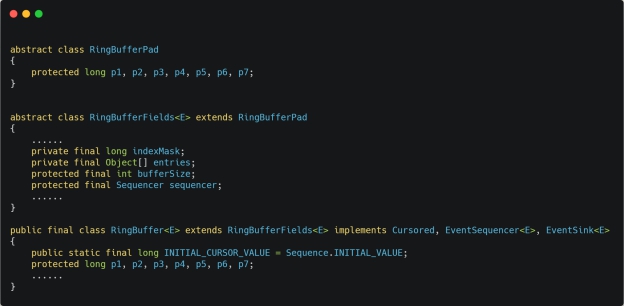 abstract class RingBufferPad
{
    protected long p1, p2, p3, p4, p5, p6, p7;
}
abstract class RingBufferFields<E> extends RingBufferPad
{
    ......
    private final long indexMask;
    private final Object[] entries;
    protected final int bufferSize;
    protected final Sequencer sequencer;
    ......
}
public final class RingBuffer<E> extends RingBufferFields<E> implements Cursored, EventSequencer<E>, EventSink<E>
{
    public static final long INITIAL_CURSOR_VALUE = Sequence.INITIAL_VALUE;
    protected long p1, p2, p3, p4, p5, p6, p7;
    ......
}